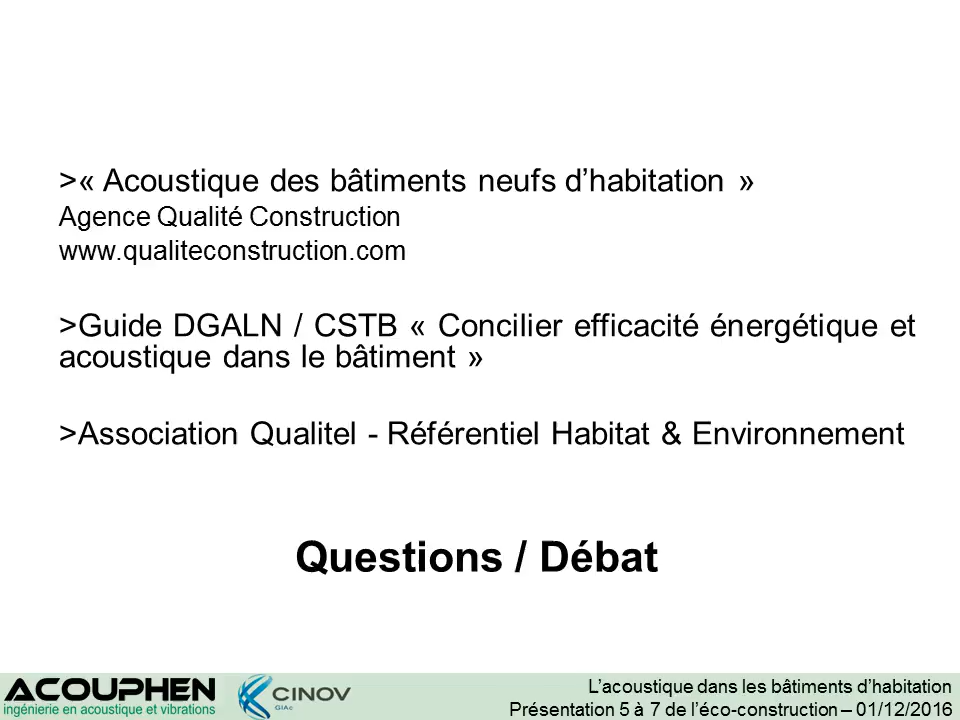 >« Acoustique des bâtiments neufs d’habitation »
Agence Qualité Construction
www.qualiteconstruction.com
>Guide DGALN / CSTB « Concilier efficacité énergétique et
acoustique dans le bâtiment »
>Association Qualitel - Référentiel Habitat & Environnement
Questions / Débat
ACOUPHEN
ingénierie en acoustique et vibrations
CINOV
GIAc
L’acoustique dans les bâtiments d’habitation
Présentation 5 à 7 de l’éco-construction – 01/12/2016